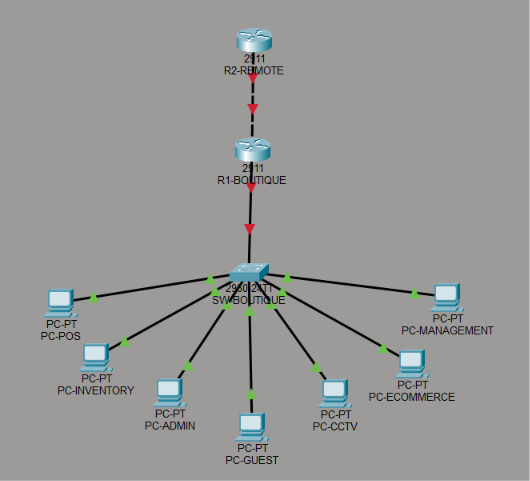 2911
R2-REMOTE
2911
R1-BOUTIQUE
2960-24TT
SW-BOUTIQUE
PC-PT
PC-POS
PC-PT
PC-MANAGEMENT
PC-PT
PC-INVENTORY
PC-PT
PC-ECOMMERCE
PC-PT
PC-ADMIN
PC-PT
PC-CCTV
PC-PT
PC-GUEST